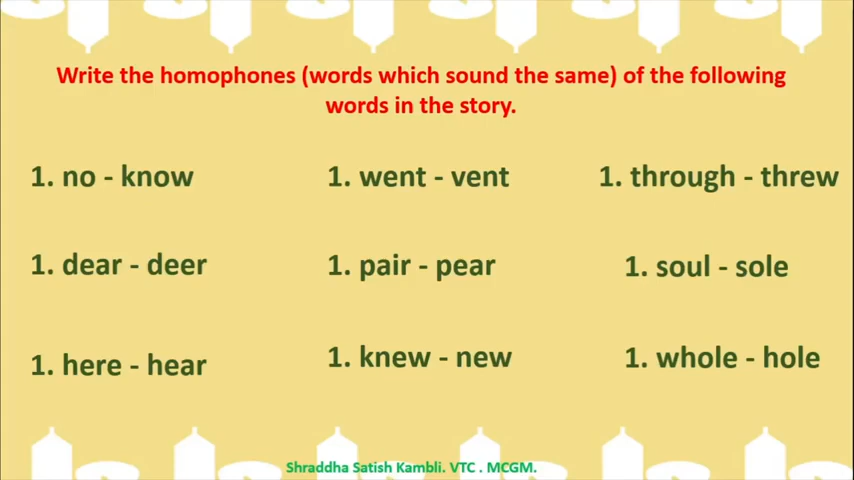 Write the homophones (words which sound the same) of the following
words in the story.
1. no - know
1. went - vent
1. through - threw
1. dear - deer
1. pair - pear
1. soul - sole
1. here - hear
1. knew - new
1. whole - hole
Shraddha Satish Kambli. VTC . MCGM.